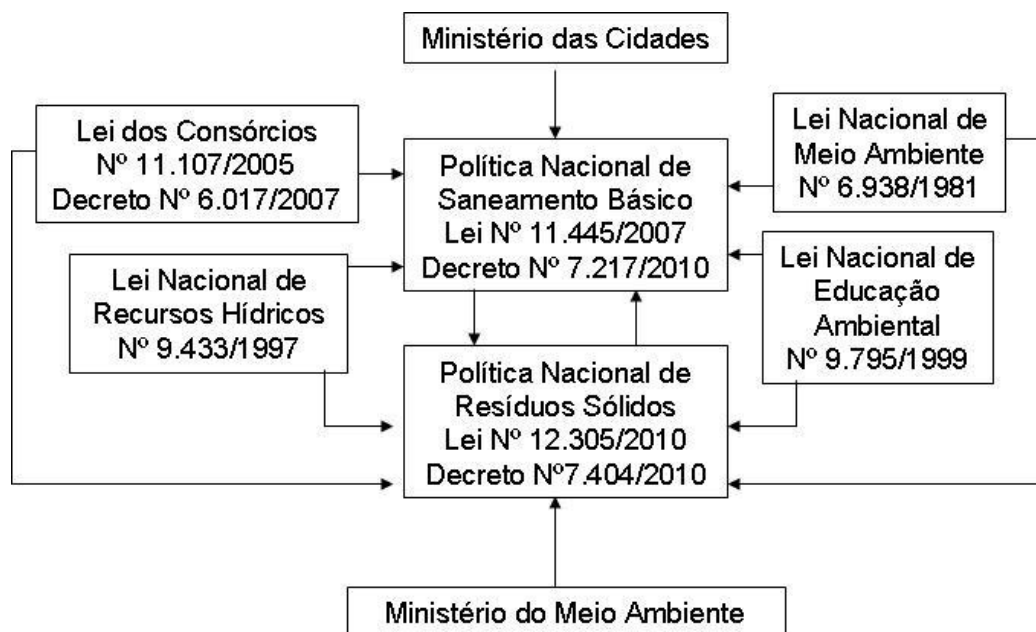 Ministério das Cidades
Lei dos Consórcios
Nº 11.107/2005
Decreto Nº 6.017/2007
Política Nacional de
Saneamento Básico
Lei Nº 11.445/2007
Decreto Nº 7.217/2010
Lei Nacional de
Meio Ambiente
Nº 6.938/1981
Lei Nacional de
Recursos Hídricos
Nº 9.433/1997
Lei Nacional de
Educação
Ambiental
Nº 9.795/1999
Política Nacional de
Resíduos Sólidos
Lei Nº 12.305/2010
Decreto Nº7.404/2010
Ministério do Meio Ambiente